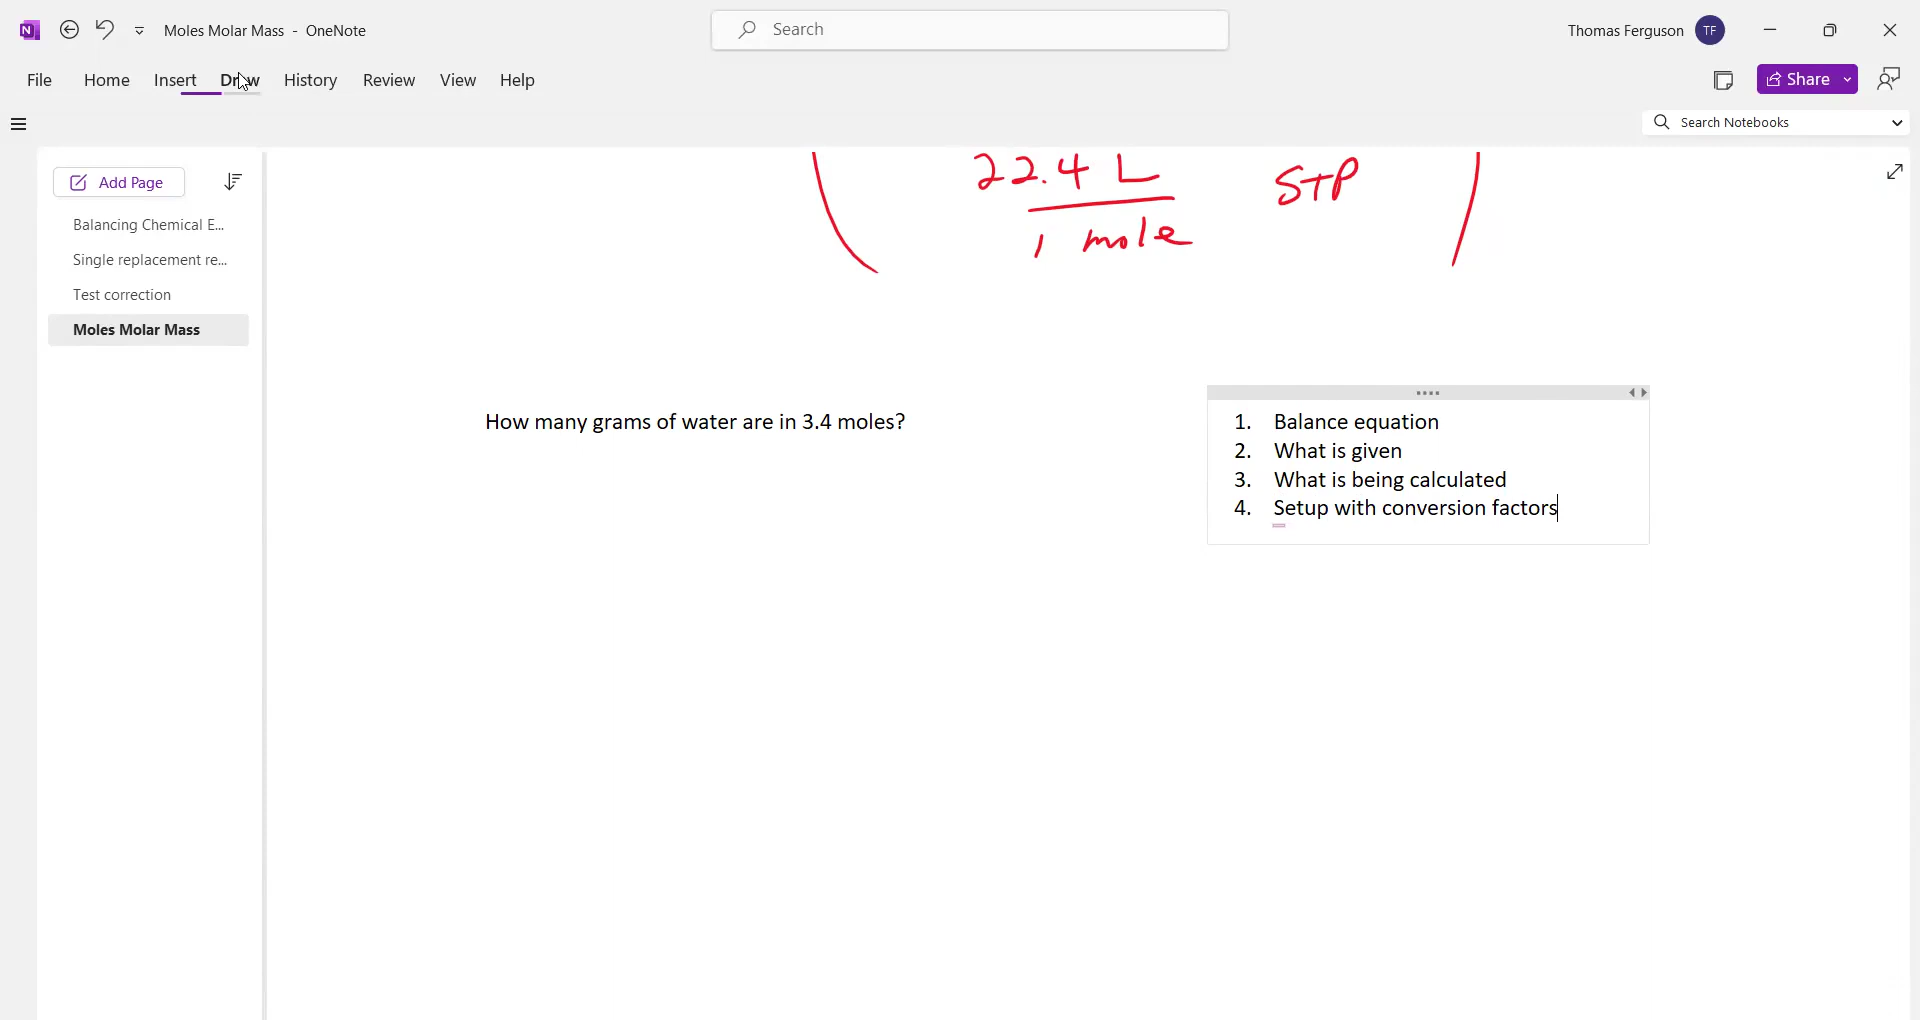 Moles Molar Mass - OneNote
Search
Thomas Ferguson TF
File Home Insert Draw History Review View Help
Share
Search Notebooks
Add Page
Balancing Chemical E...
Single replacement re...
Test correction
Moles Molar Mass
22.4 L STP
1 mole
How many grams of water are in 3.4 moles?
1. Balance equation
2. What is given
3. What is being calculated
4. Setup with conversion factors